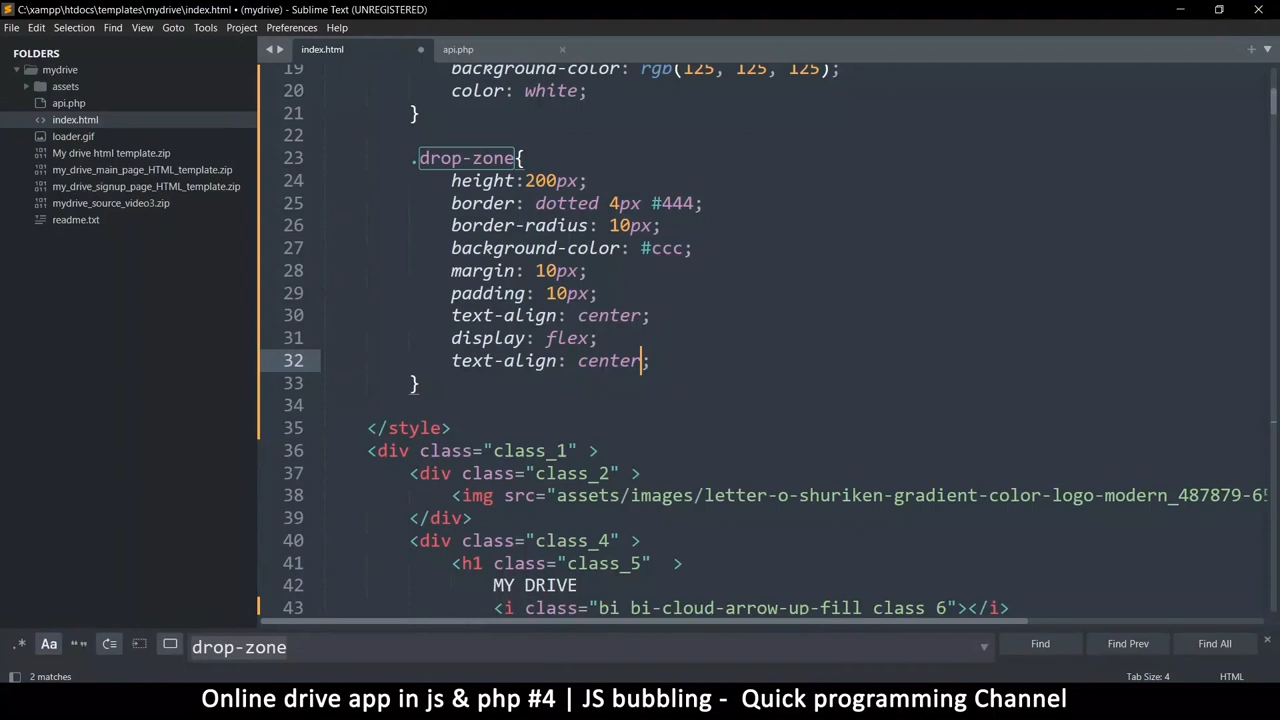 C:\xampp\htdocs\templates\mydrive\index.html • (mydrive) - Sublime Text (UNREGISTERED)
File Edit Selection Find View Goto Tools Project Preferences Help
FOLDERS
mydrive
assets
api.php
index.html
loader.gif
My drive html template.zip
my_drive_main_page_HTML_template.zip
my_drive_signup_page_HTML_template.zip
mydrive_source_video3.zip
readme.txt
index.html api.php
19 background-color: rgb(125, 125, 125);
20 color: white;
21 }
22
23 .drop-zone{
24 height:200px;
25 border: dotted 4px #444;
26 border-radius: 10px;
27 background-color: #ccc;
28 margin: 10px;
29 padding: 10px;
30 text-align: center;
31 display: flex;
32 text-align: center;
33 }
34
35 </style>
36 <div class="class_1" >
37 <div class="class_2" >
38 <img src="assets/images/letter-o-shuriken-gradient-color-logo-modern_487879-65
39 </div>
40 <div class="class_4" >
41 <h1 class="class_5"  >
42 MY DRIVE
43 <i class="bi bi-cloud-arrow-up-fill class_6"></i>
.* Aa “” drop-zone Find Find Prev Find All
2 matches Tab Size: 4 HTML
Online drive app in js & php #4 | JS bubbling -  Quick programming Channel